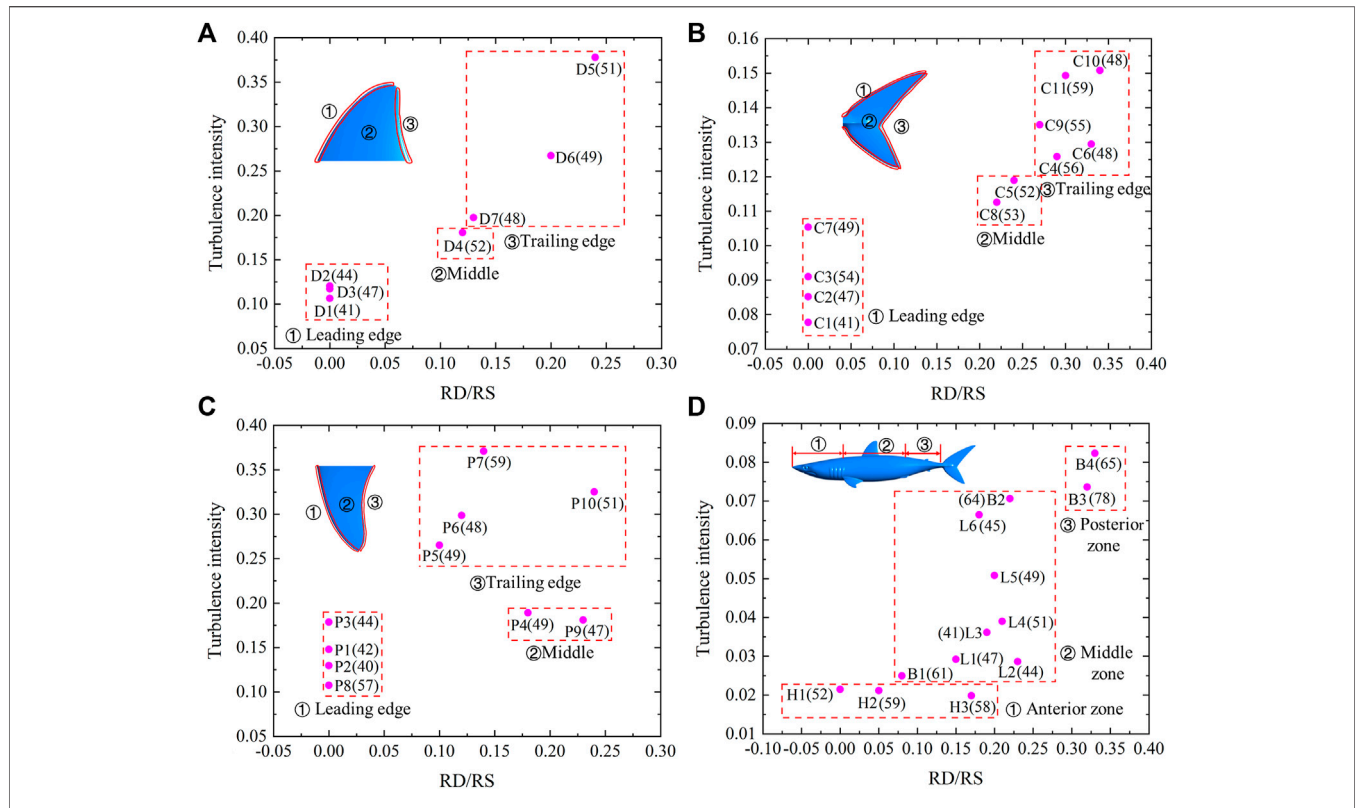 A
0.40
0.35
0.30
0.25
0.20
0.15
0.10
0.05
Turbulence intensity
①
②
③
D5(51)
D6(49)
D7(48)
D4(52)
③Trailing edge
②Middle
D2(44)
D3(47)
D1(41)
① Leading edge
-0.05 0.00 0.05 0.10 0.15 0.20 0.25 0.30
RD/RS
B
0.16
0.15
0.14
0.13
0.12
0.11
0.10
0.09
0.08
0.07
Turbulence intensity
①
②
③
C10(48)
C11(59)
C9(55)
C6(48)
C4(56)
③Trailing edge
C5(52)
C8(53)
②Middle
C7(49)
C3(54)
C2(47)
C1(41)
① Leading edge
-0.05 0.00 0.05 0.10 0.15 0.20 0.25 0.30 0.35 0.40
RD/RS
C
0.40
0.35
0.30
0.25
0.20
0.15
0.10
0.05
Turbulence intensity
①
②
③
P7(59)
P10(51)
P6(48)
P5(49)
③Trailing edge
P4(49)
P9(47)
②Middle
P3(44)
P1(42)
P2(40)
P8(57)
① Leading edge
-0.05 0.00 0.05 0.10 0.15 0.20 0.25 0.30
RD/RS
D
0.09
0.08
0.07
0.06
0.05
0.04
0.03
0.02
0.01
0.00
Turbulence intensity
①
②
③
B4(65)
B3(78)
③ Posterior
zone
(64)B2
L6(45)
L5(49)
L4(51)
(41)L3
L1(47)
L2(44)
B1(61)
② Middle
zone
H1(52)
H2(59)
H3(58)
① Anterior zone
-0.10 -0.05 0.00 0.05 0.10 0.15 0.20 0.25 0.30 0.35 0.40
RD/RS